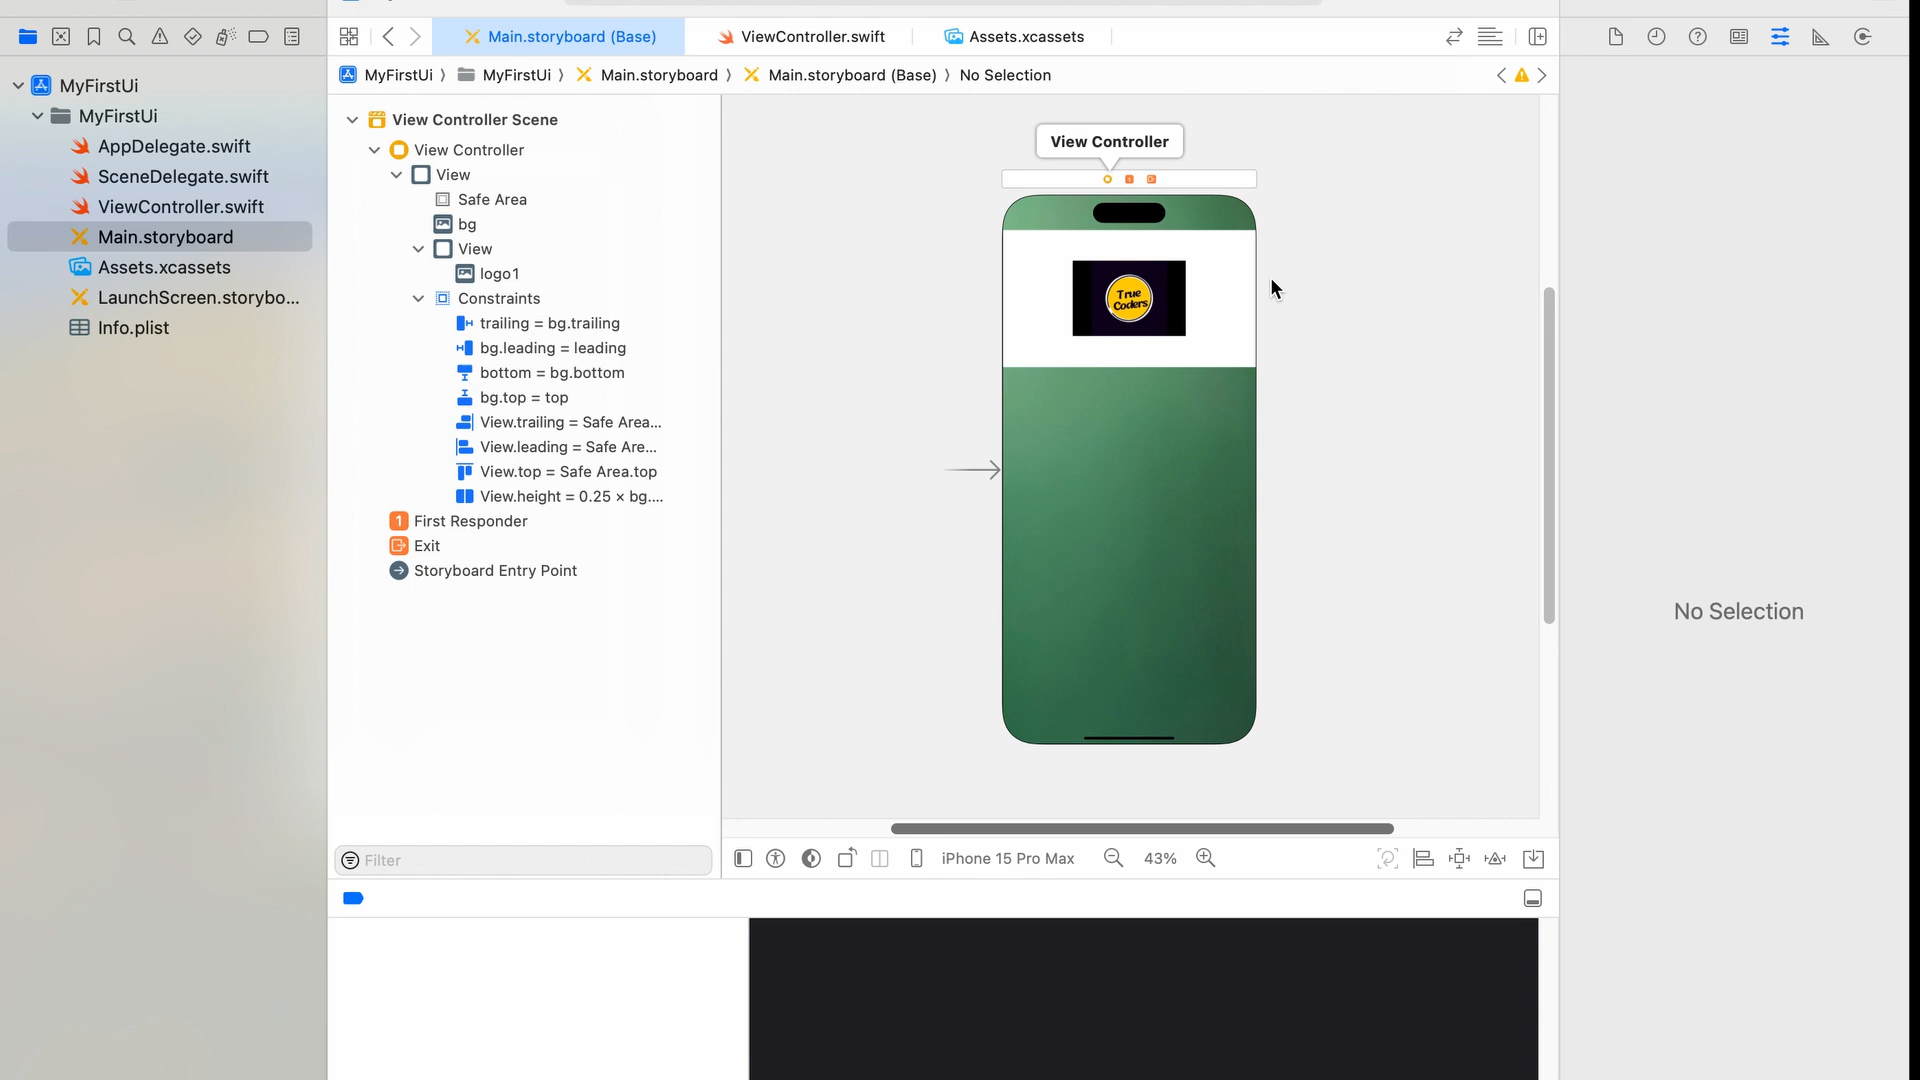 Main.storyboard (Base)
ViewController.swift
Assets.xcassets
MyFirstUi
MyFirstUi
Main.storyboard
Main.storyboard (Base)
No Selection
MyFirstUi
MyFirstUi
AppDelegate.swift
SceneDelegate.swift
ViewController.swift
Main.storyboard
Assets.xcassets
LaunchScreen.storybo...
Info.plist
View Controller Scene
View Controller
View
Safe Area
bg
View
logo1
Constraints
trailing = bg.trailing
bg.leading = leading
bottom = bg.bottom
bg.top = top
View.trailing = Safe Area...
View.leading = Safe Are...
View.top = Safe Area.top
View.height = 0.25 × bg....
1
First Responder
Exit
Storyboard Entry Point
Filter
View Controller
True
Coders
iPhone 15 Pro Max
43%
No Selection